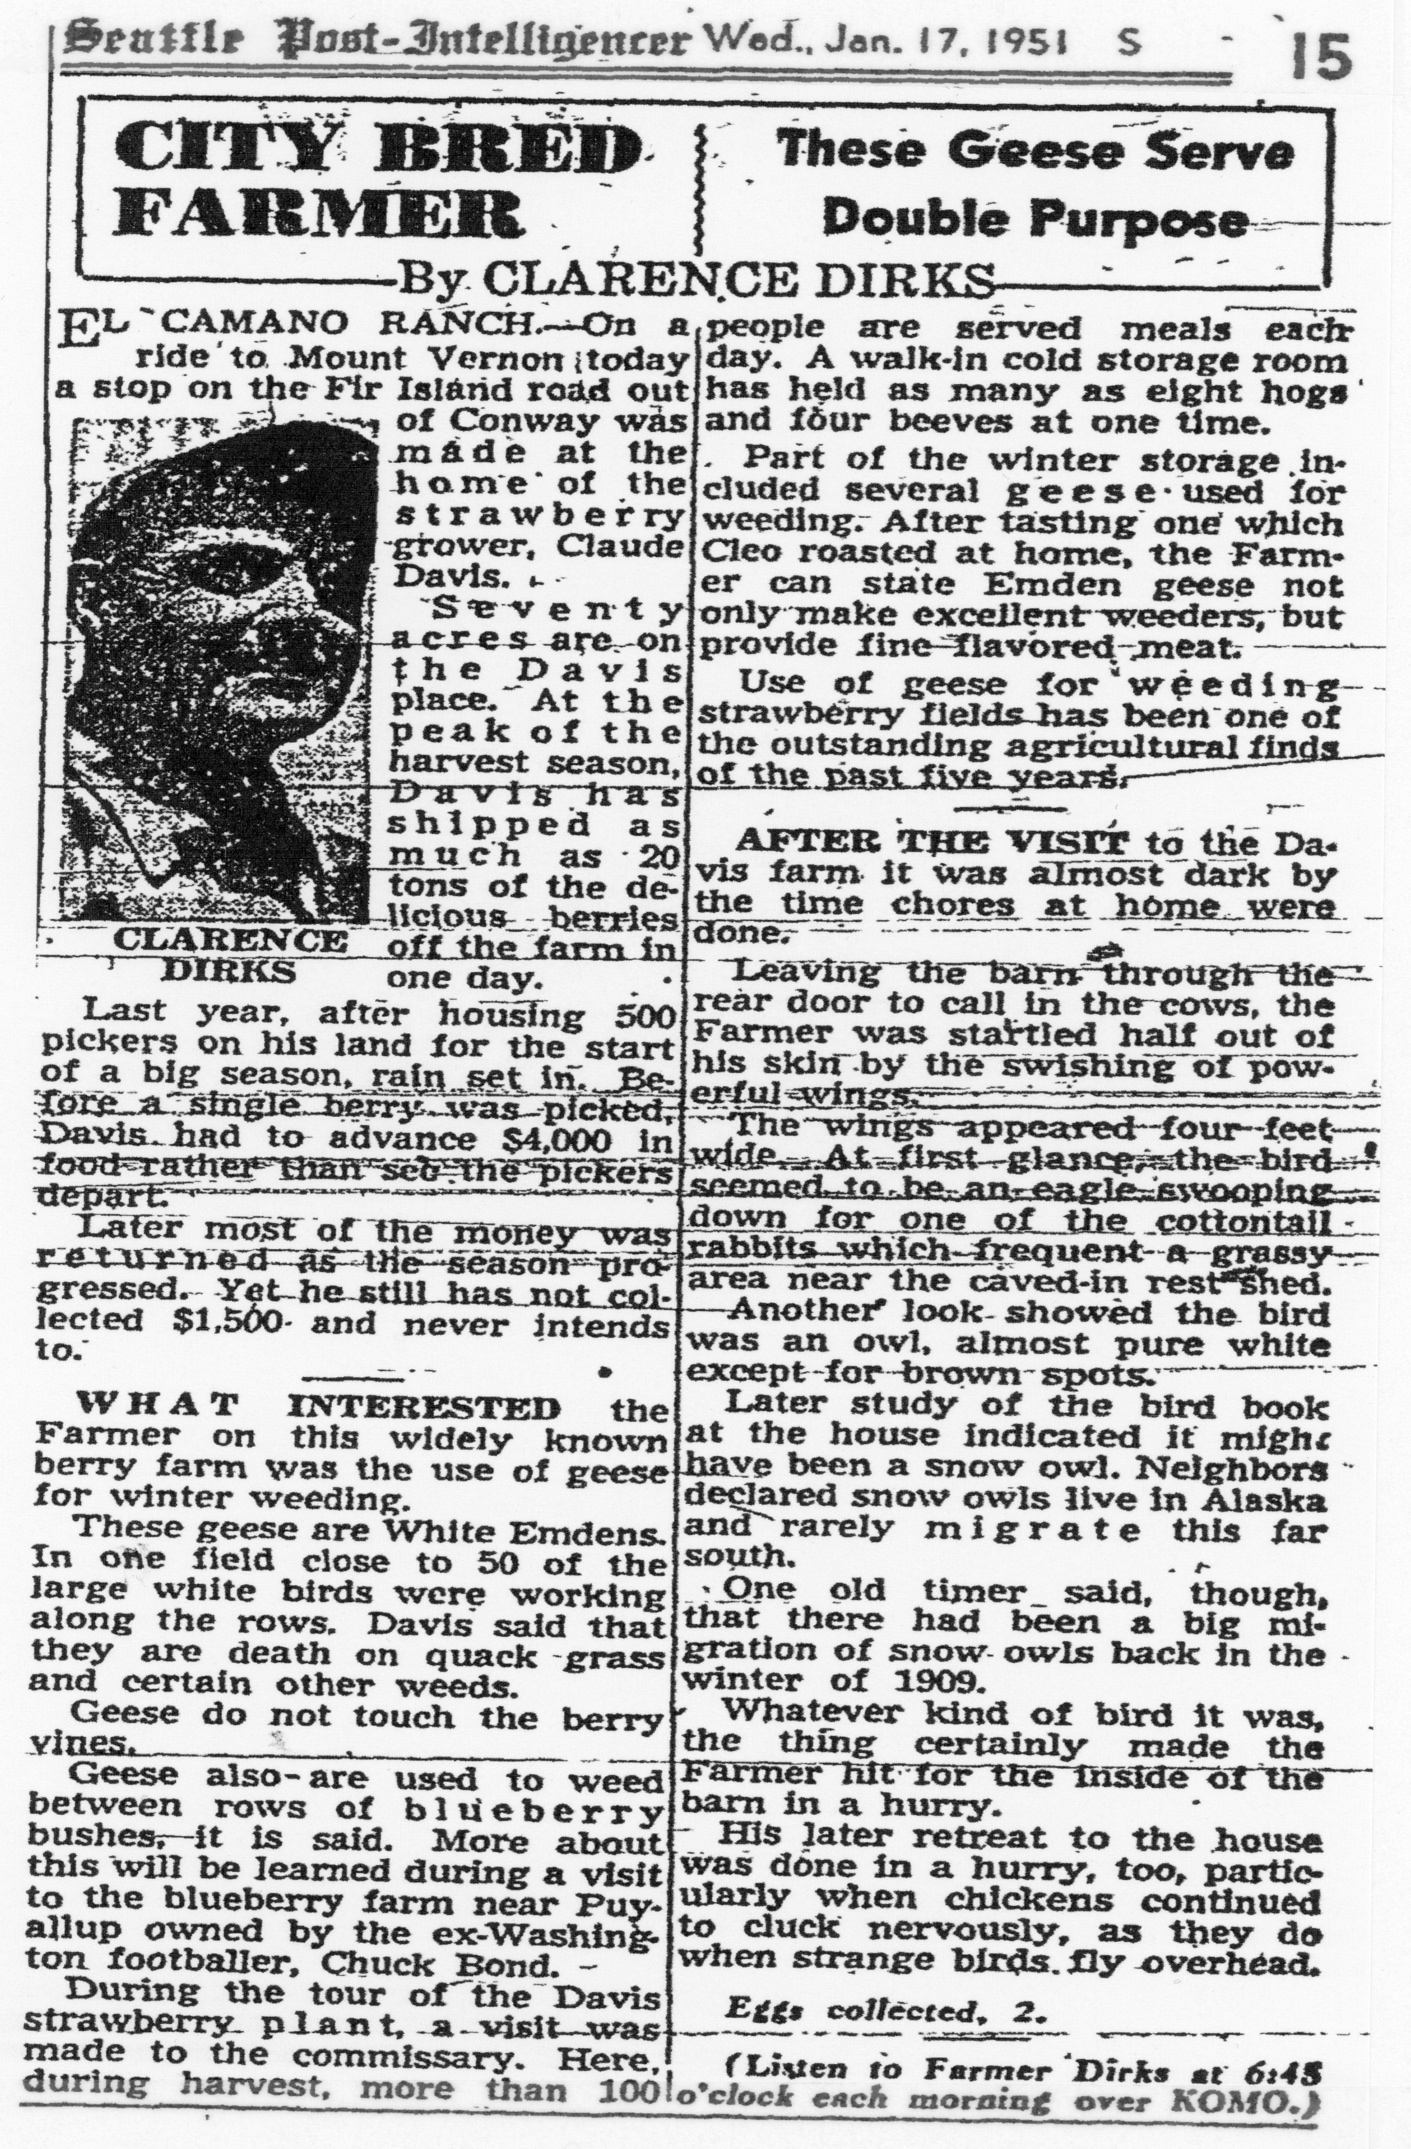 Seattle Post-Intelligencer Wed., Jan. 17, 1951 S 15
CITY BRED
FARMER
These Geese Serve
Double Purpose
By CLARENCE DIRKS
EL CAMANO RANCH.—On a
ride to Mount Vernon today
a stop on the Fir Island road out
of Conway was
made at the
home of the
strawberry
grower, Claude
Davis.
Seventy
acres are on
the Davis
place. At the
peak of the
harvest season,
Davis has
shipped as
much as 20
tons of the de-
licious berries
off the farm in
one day.
CLARENCE
DIRKS
Last year, after housing 500
pickers on his land for the start
of a big season, rain set in. Be-
fore a single berry was picked,
Davis had to advance $4,000 in
food rather than see the pickers
depart.
Later most of the money was
returned as the season pro-
gressed. Yet he still has not col-
lected $1,500 and never intends
to.
WHAT INTERESTED the
Farmer on this widely known
berry farm was the use of geese
for winter weeding.
These geese are White Emdens.
In one field close to 50 of the
large white birds were working
along the rows. Davis said that
they are death on quack grass
and certain other weeds.
Geese do not touch the berry
vines.
Geese also are used to weed
between rows of blueberry
bushes, it is said. More about
this will be learned during a visit
to the blueberry farm near Puy-
allup owned by the ex-Washing-
ton footballer, Chuck Bond.
During the tour of the Davis
strawberry plant, a visit was
made to the commissary. Here,
during harvest, more than 100
people are served meals each
day. A walk-in cold storage room
has held as many as eight hogs
and four beeves at one time.
Part of the winter storage in-
cluded several geese used for
weeding. After tasting one which
Cleo roasted at home, the Farm-
er can state Emden geese not
only make excellent weeders, but
provide fine flavored meat.
Use of geese for weeding
strawberry fields has been one of
the outstanding agricultural finds
of the past five years.
AFTER THE VISIT to the Da-
vis farm it was almost dark by
the time chores at home were
done.
Leaving the barn through the
rear door to call in the cows, the
Farmer was startled half out of
his skin by the swishing of pow-
erful wings.
The wings appeared four feet
wide. At first glance, the bird
seemed to be an eagle swooping
down for one of the cottontail
rabbits which frequent a grassy
area near the caved-in rest shed.
Another look showed the bird
was an owl, almost pure white
except for brown spots.
Later study of the bird book
at the house indicated it might
have been a snow owl. Neighbors
declared snow owls live in Alaska
and rarely migrate this far
south.
One old timer said, though,
that there had been a big mi-
gration of snow owls back in the
winter of 1909.
Whatever kind of bird it was,
the thing certainly made the
Farmer hit for the inside of the
barn in a hurry.
His later retreat to the house
was done in a hurry, too, partic-
ularly when chickens continued
to cluck nervously, as they do
when strange birds fly overhead.
Eggs collected, 2.
(Listen to Farmer Dirks at 6:45
o'clock each morning over KOMO.)